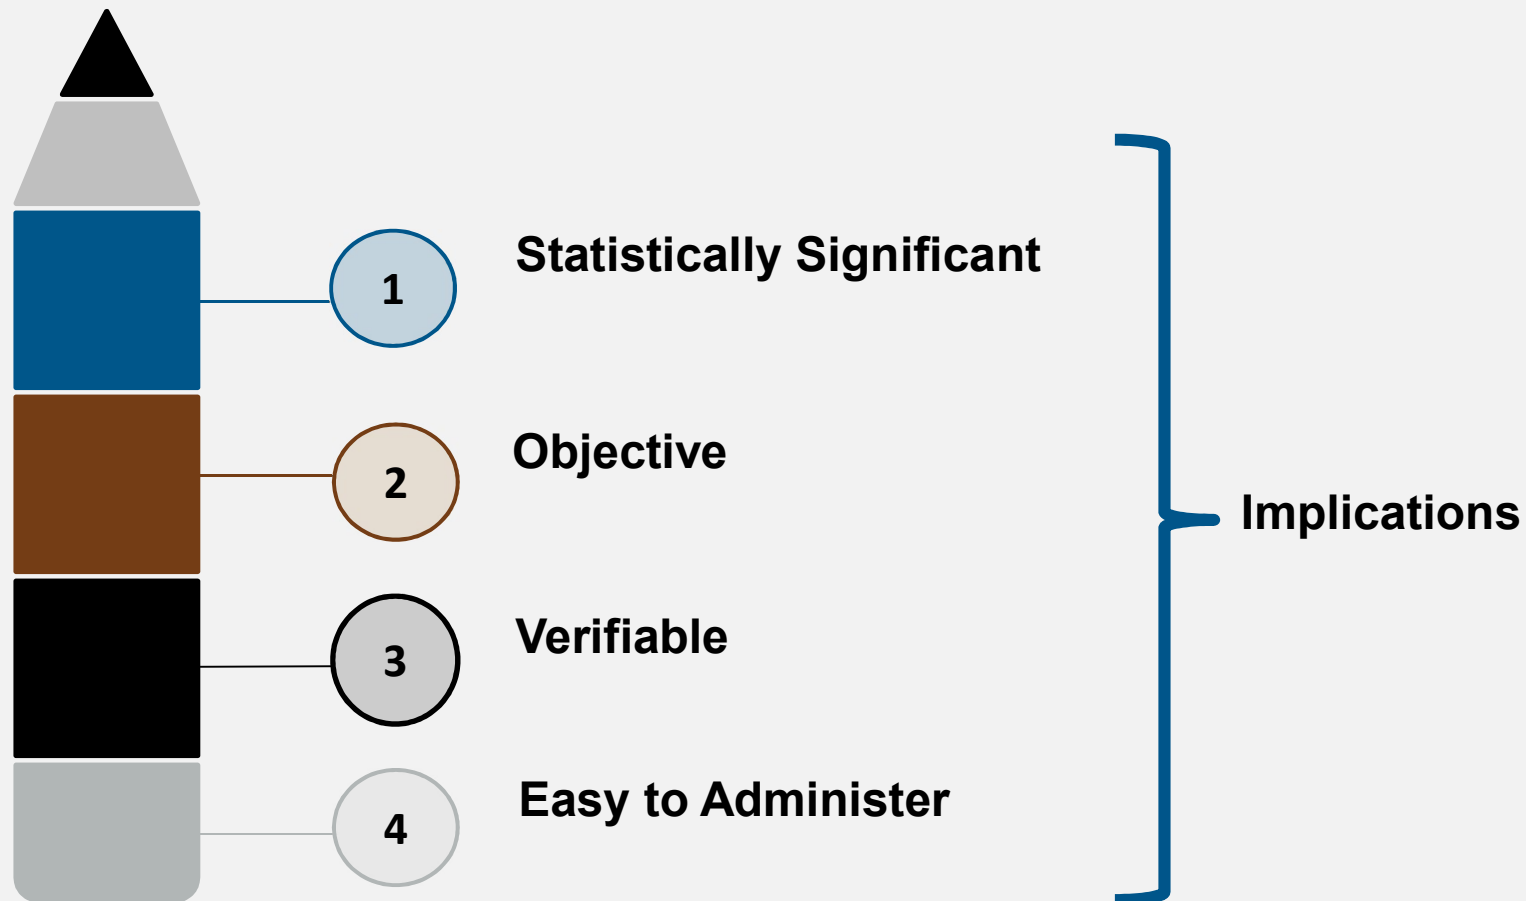 1
Statistically Significant
2
Objective
3
Verifiable
4
Easy to Administer
Implications